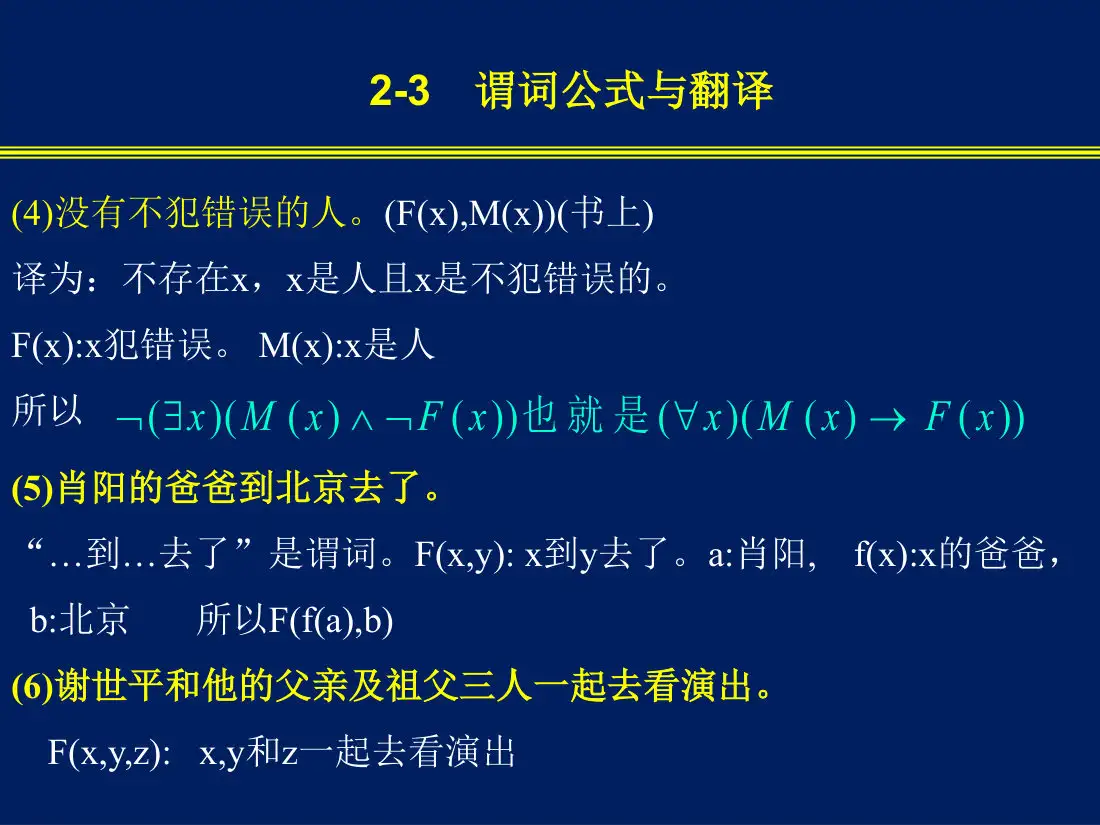 2-3 谓词公式与翻译
(4)没有不犯错误的人。(F(x),M(x))(书上)
译为：不存在x，x是人且x是不犯错误的。
F(x):x犯错误。 M(x):x是人
所以 ¬(∃x)(M(x)∧¬F(x))也就是(∀x)(M(x)→F(x))
(5)肖阳的爸爸到北京去了。
“…到…去了”是谓词。F(x,y): x到y去了。a:肖阳, f(x):x的爸爸，
b:北京 所以F(f(a),b)
(6)谢世平和他的父亲及祖父三人一起去看演出。
F(x,y,z): x,y和z一起去看演出